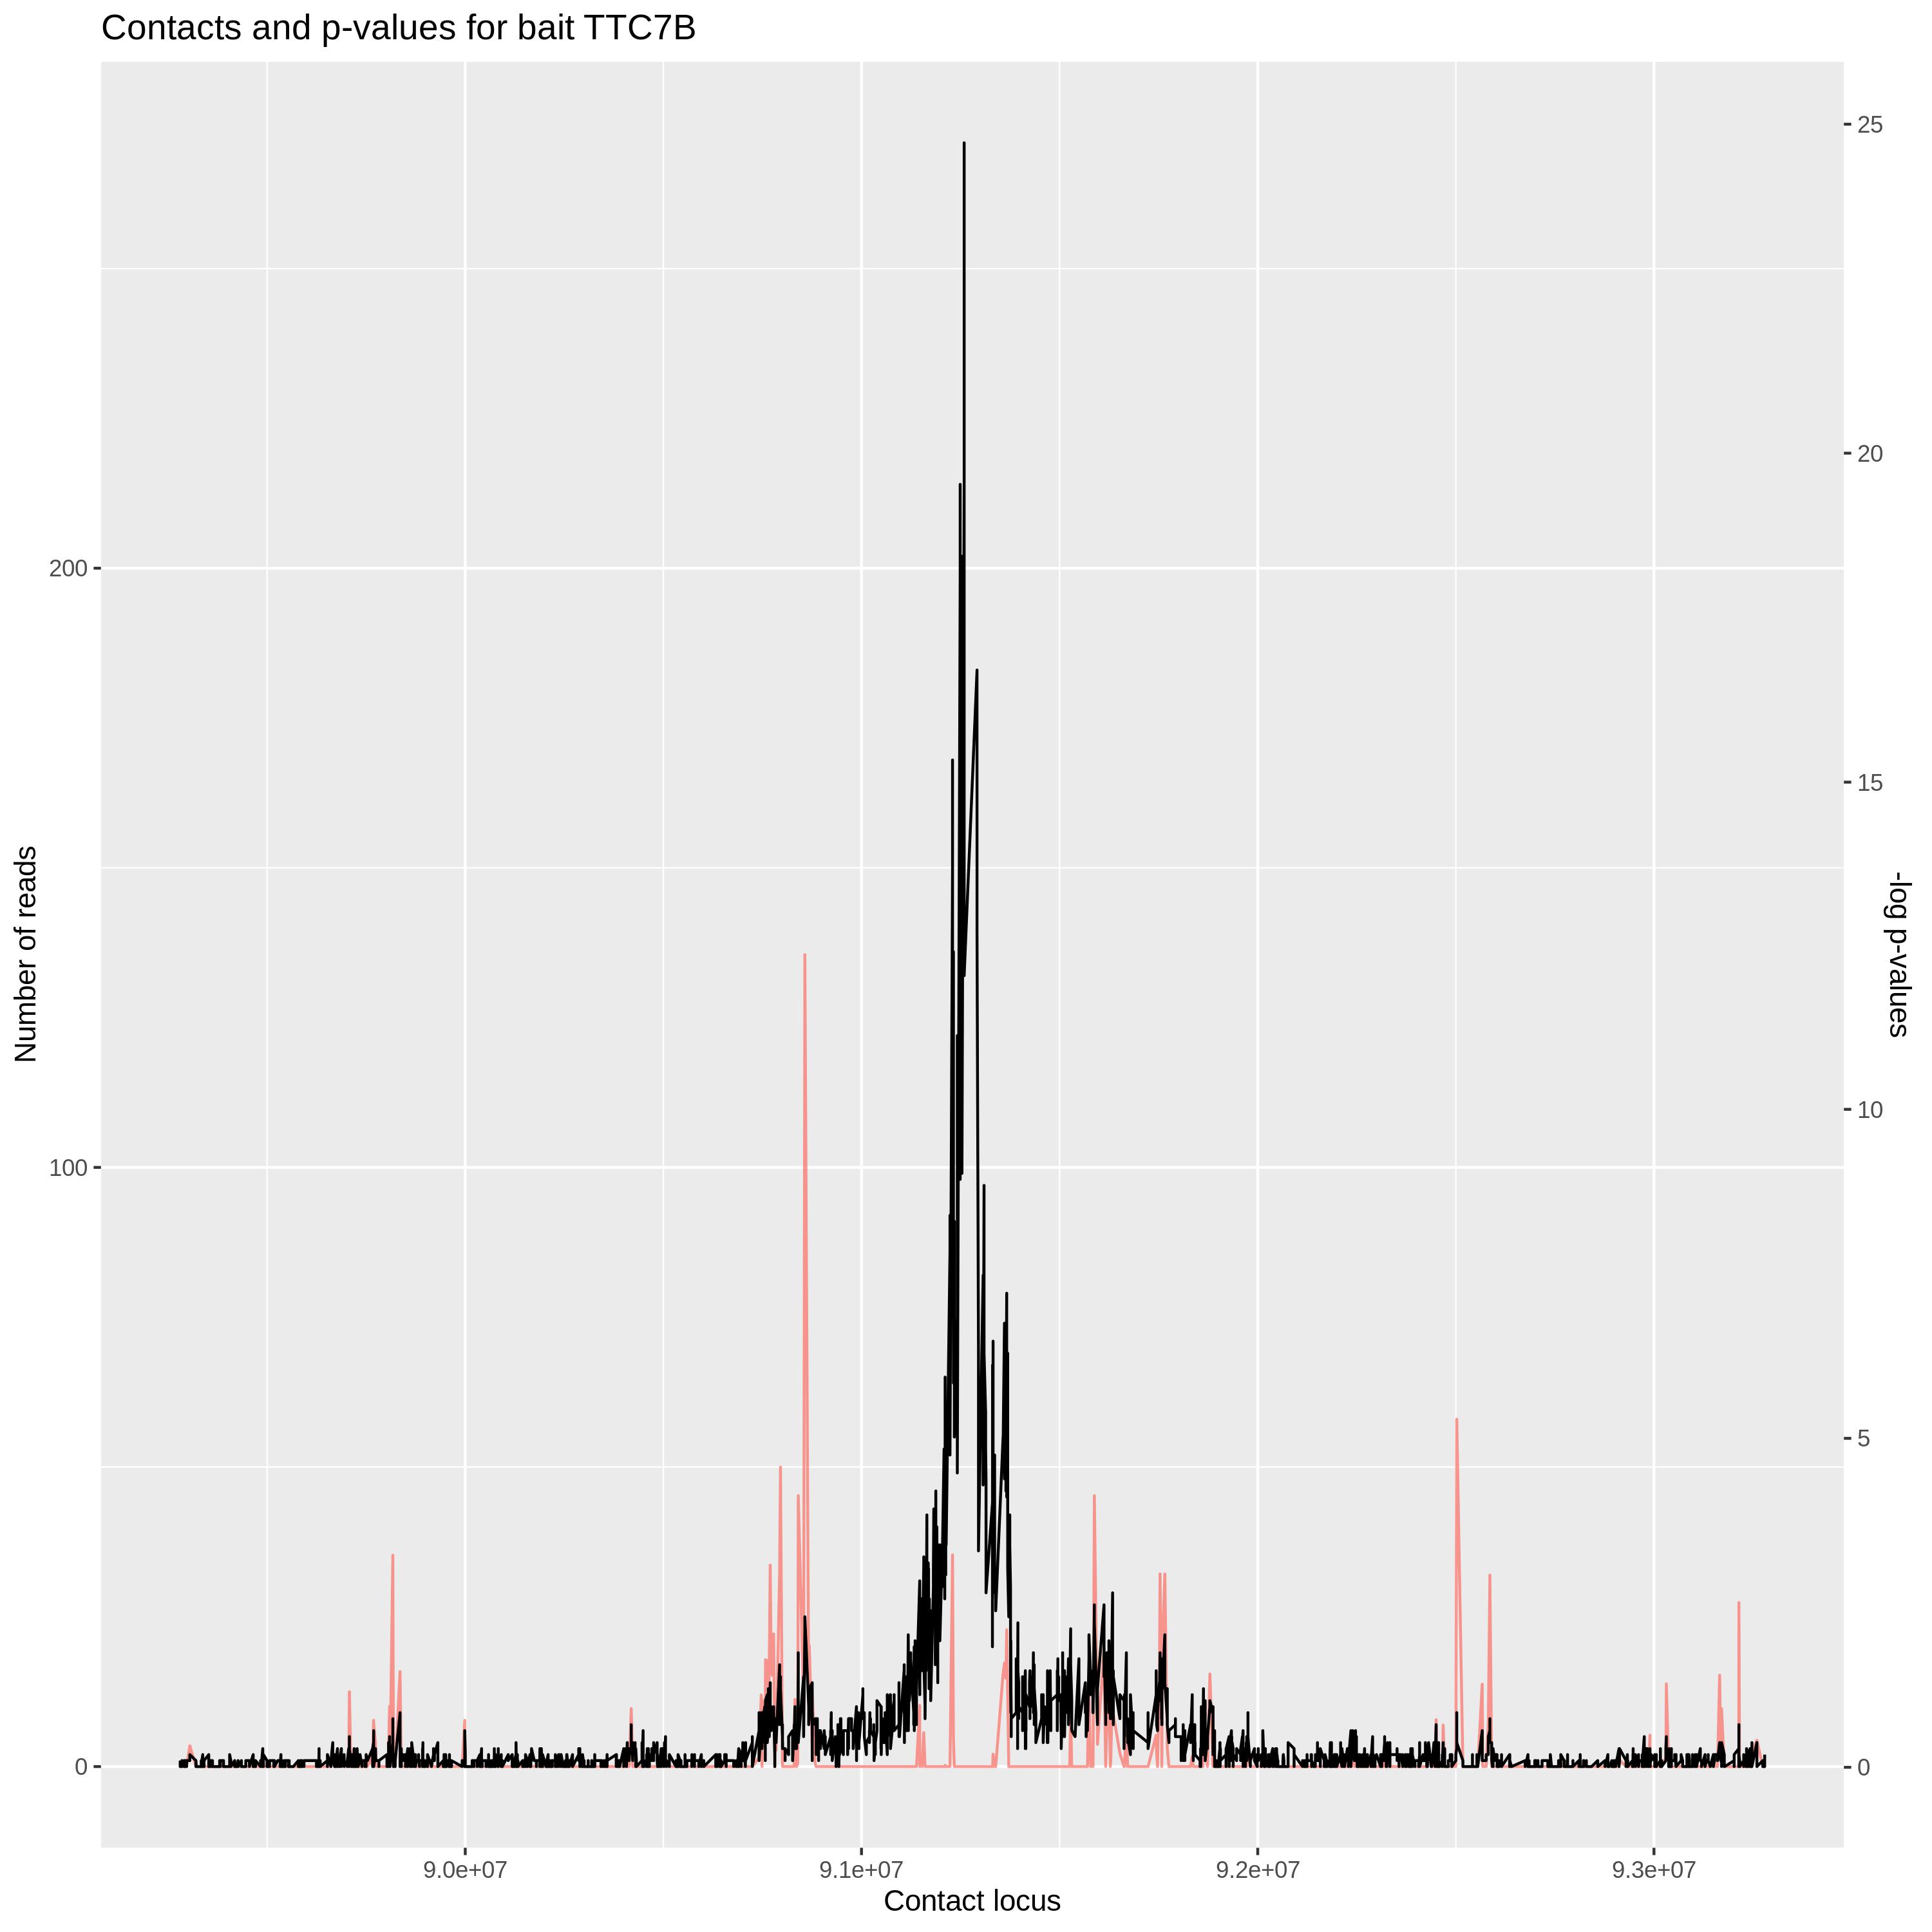 Contacts and p-values for bait TTC7B
Number of reads
200
100
0
25
20
15
10
5
0
-log p-values
9.0e+07
9.1e+07
9.2e+07
9.3e+07
Contact locus